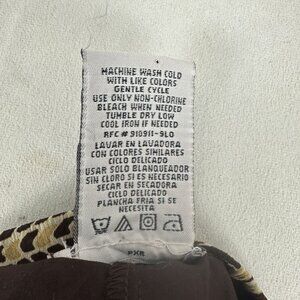 MACHINE WASH COLD
WITH LIKE COLORS
GENTLE CYCLE
USE ONLY NON-CHLORINE
BLEACH WHEN NEEDED
TUMBLE DRY LOW
COOL IRON IF NEEDED
RFC # 910911-9L0
LAVAR EN LAVADORA
CON COLORES SIMILARES
CICLO DELICADO
USAR SOLO BLANQUEADOR
SIN CLORO SI ES NECESARIO
SECAR EN SECADORA
CICLO DELICADO
PLANCHA FRIA SI SE
NECESITA
PXR